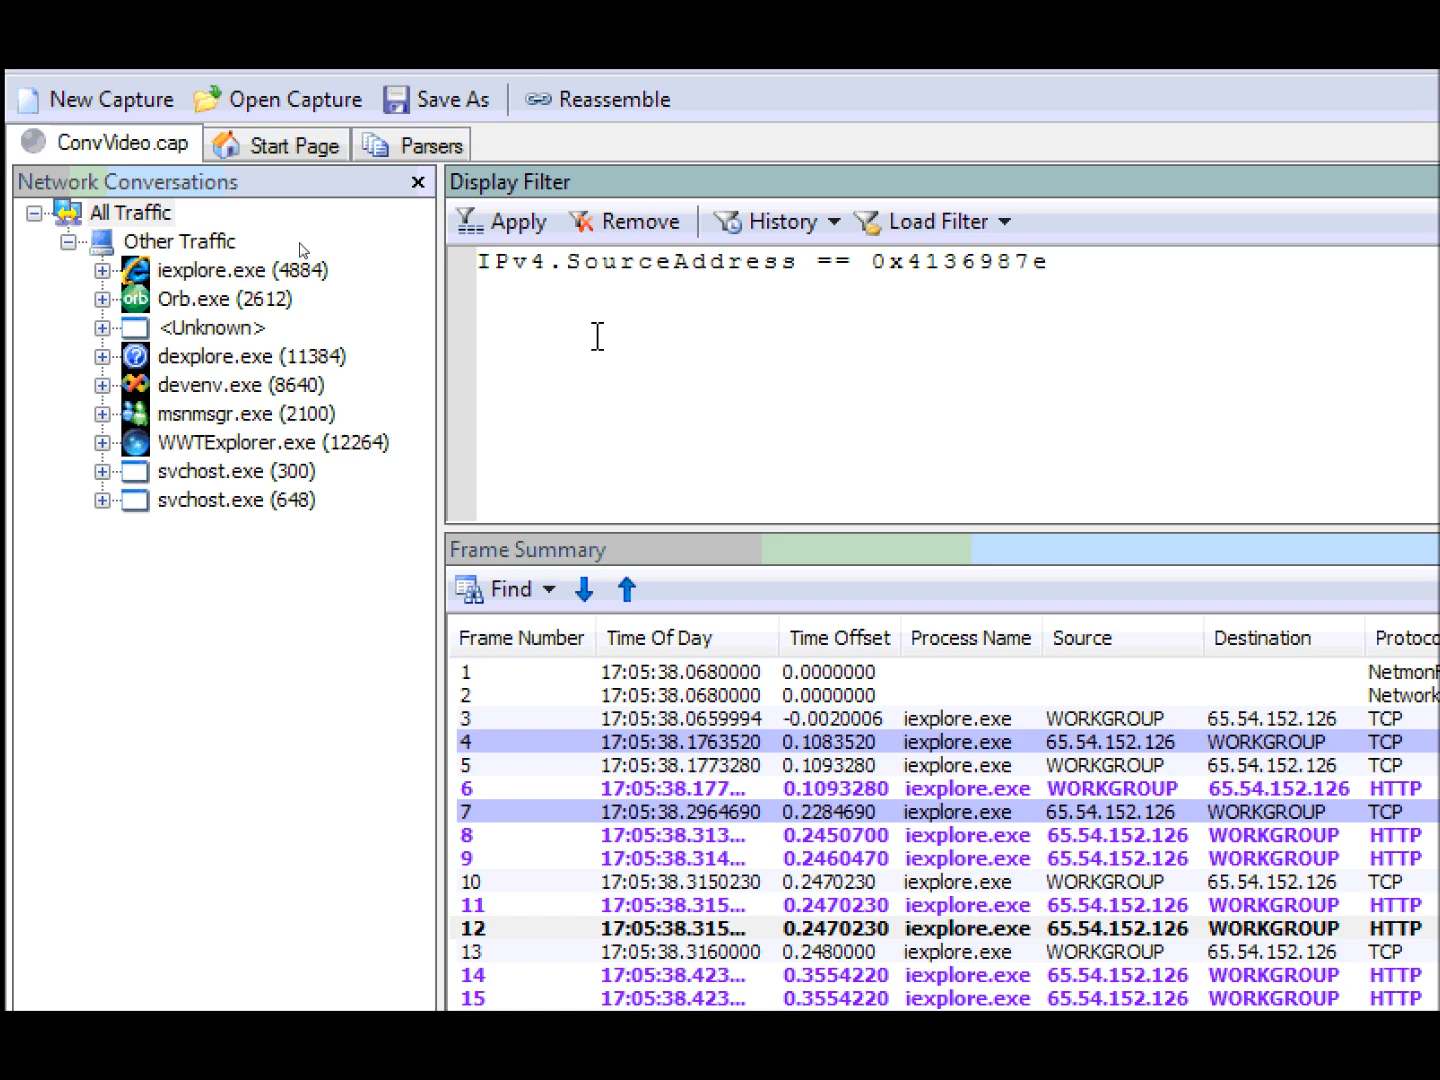 New Capture Open Capture Save As Reassemble
ConvVideo.cap Start Page Parsers
Network Conversations
All Traffic
Other Traffic
iexplore.exe (4884)
orb Orb.exe (2612)
<Unknown>
dexplore.exe (11384)
devenv.exe (8640)
msnmsgr.exe (2100)
WWTExplorer.exe (12264)
svchost.exe (300)
svchost.exe (648)
Display Filter
Apply Remove History Load Filter
IPv4.SourceAddress == 0x4136987e
Frame Summary
Find
Frame Number Time Of Day Time Offset Process Name Source Destination Protoco
1 17:05:38.0680000 0.0000000 Netmon
2 17:05:38.0680000 0.0000000 Network
3 17:05:38.0659994 -0.0020006 iexplore.exe WORKGROUP 65.54.152.126 TCP
4 17:05:38.1763520 0.1083520 iexplore.exe 65.54.152.126 WORKGROUP TCP
5 17:05:38.1773280 0.1093280 iexplore.exe WORKGROUP 65.54.152.126 TCP
6 17:05:38.177... 0.1093280 iexplore.exe WORKGROUP 65.54.152.126 HTTP
7 17:05:38.2964690 0.2284690 iexplore.exe 65.54.152.126 WORKGROUP TCP
8 17:05:38.313... 0.2450700 iexplore.exe 65.54.152.126 WORKGROUP HTTP
9 17:05:38.314... 0.2460470 iexplore.exe 65.54.152.126 WORKGROUP HTTP
10 17:05:38.3150230 0.2470230 iexplore.exe WORKGROUP 65.54.152.126 TCP
11 17:05:38.315... 0.2470230 iexplore.exe 65.54.152.126 WORKGROUP HTTP
12 17:05:38.315... 0.2470230 iexplore.exe 65.54.152.126 WORKGROUP HTTP
13 17:05:38.3160000 0.2480000 iexplore.exe WORKGROUP 65.54.152.126 TCP
14 17:05:38.423... 0.3554220 iexplore.exe 65.54.152.126 WORKGROUP HTTP
15 17:05:38.423... 0.3554220 iexplore.exe 65.54.152.126 WORKGROUP HTTP